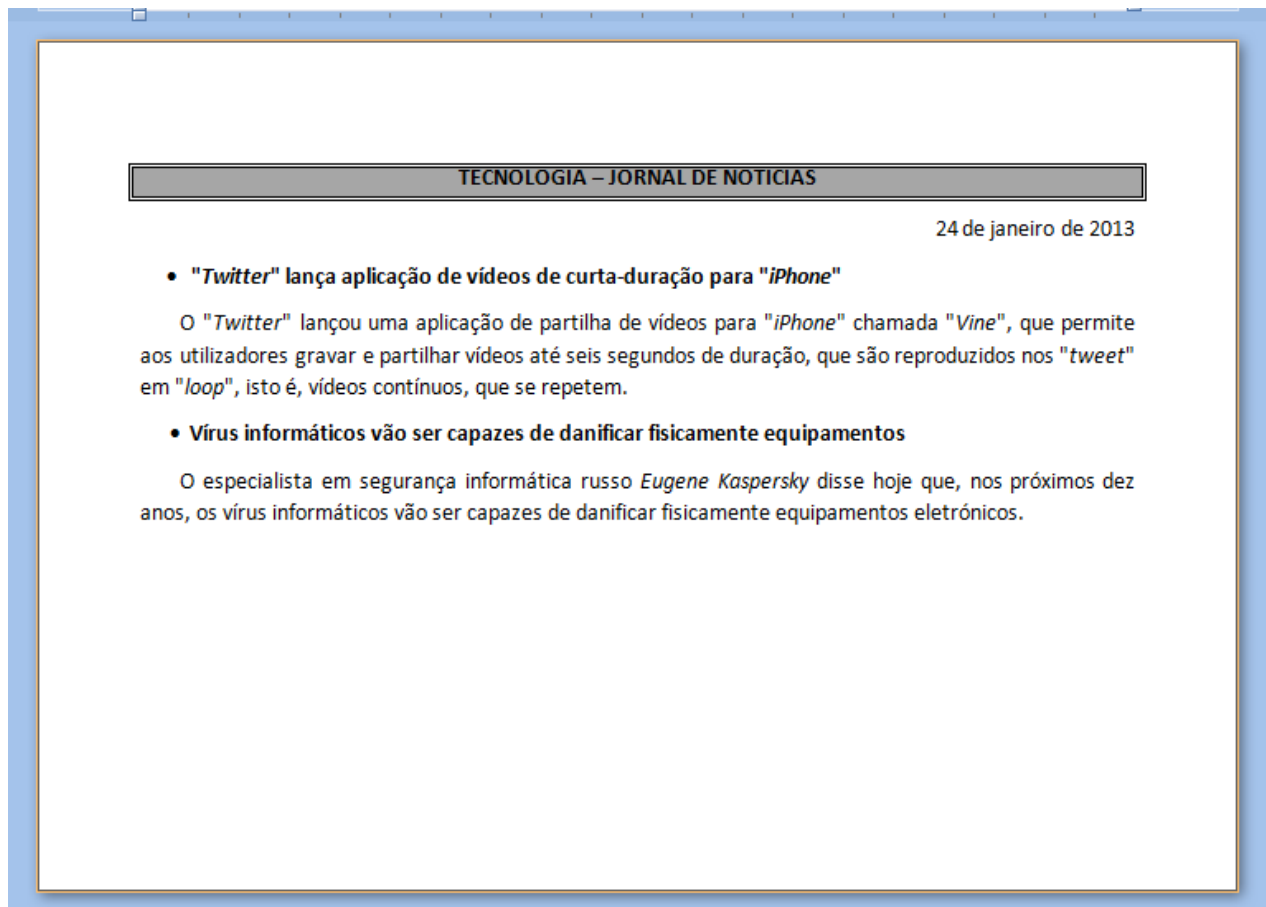 TECNOLOGIA – JORNAL DE NOTICIAS
24 de janeiro de 2013
• "Twitter" lança aplicação de vídeos de curta-duração para "iPhone"
O "Twitter" lançou uma aplicação de partilha de vídeos para "iPhone" chamada "Vine", que permite
aos utilizadores gravar e partilhar vídeos até seis segundos de duração, que são reproduzidos nos "tweet"
em "loop", isto é, vídeos contínuos, que se repetem.
• Vírus informáticos vão ser capazes de danificar fisicamente equipamentos
O especialista em segurança informática russo Eugene Kaspersky disse hoje que, nos próximos dez
anos, os vírus informáticos vão ser capazes de danificar fisicamente equipamentos eletrónicos.